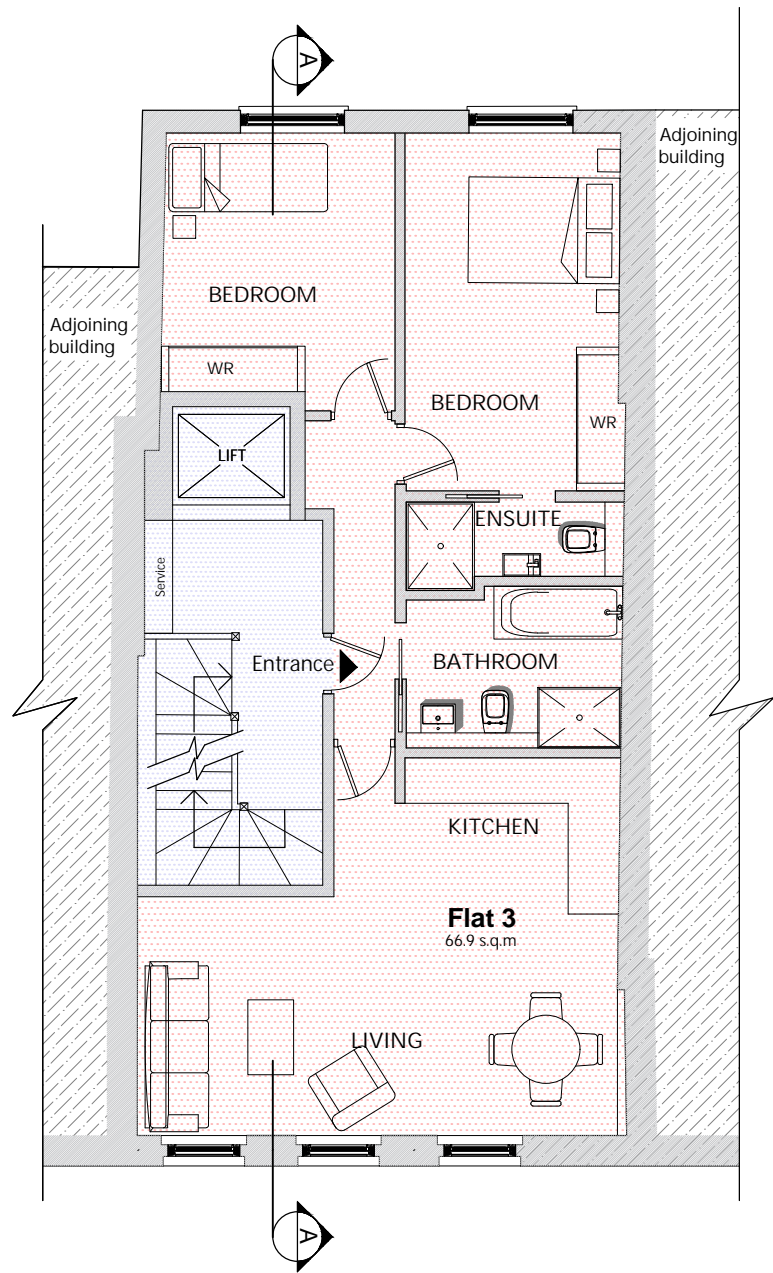 A
Adjoining
building
BEDROOM
Adjoining
building
WR
BEDROOM
WR
LIFT
ENSUITE
Service
Entrance
BATHROOM
KITCHEN
Flat 3
66.9 s.q.m
LIVING
A